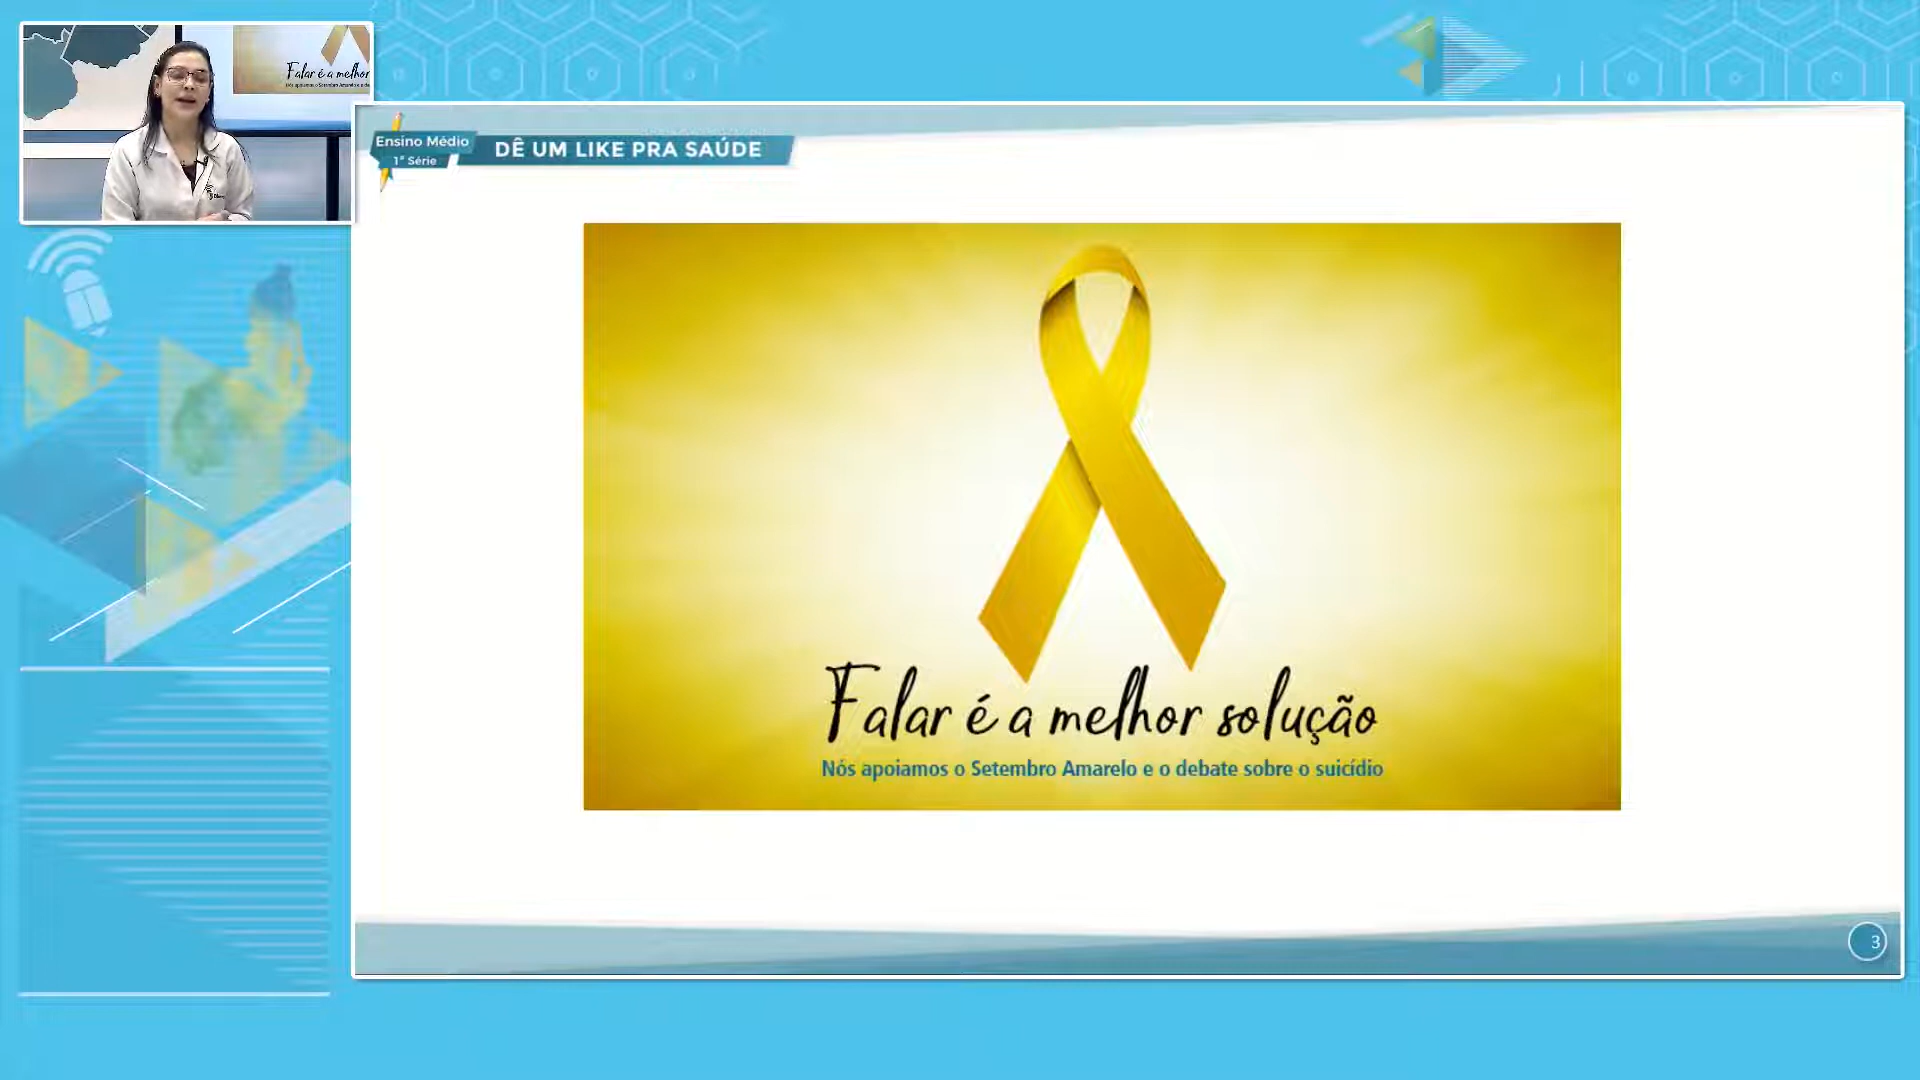 Falar é a melhor
Ensino Médio
1ª Série
DÊ UM LIKE PRA SAÚDE
Falar é a melhor solução
Nós apoiamos o Setembro Amarelo e o debate sobre o suicídio
3